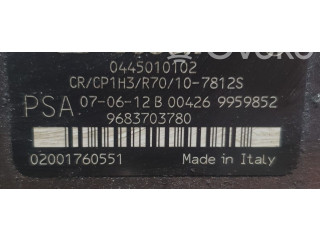 0445010102
CR/CP1H3/R70/10-7812S
PSA 07-06-12 B 00426 9959852
9683703780
02001760551 Made in Italy